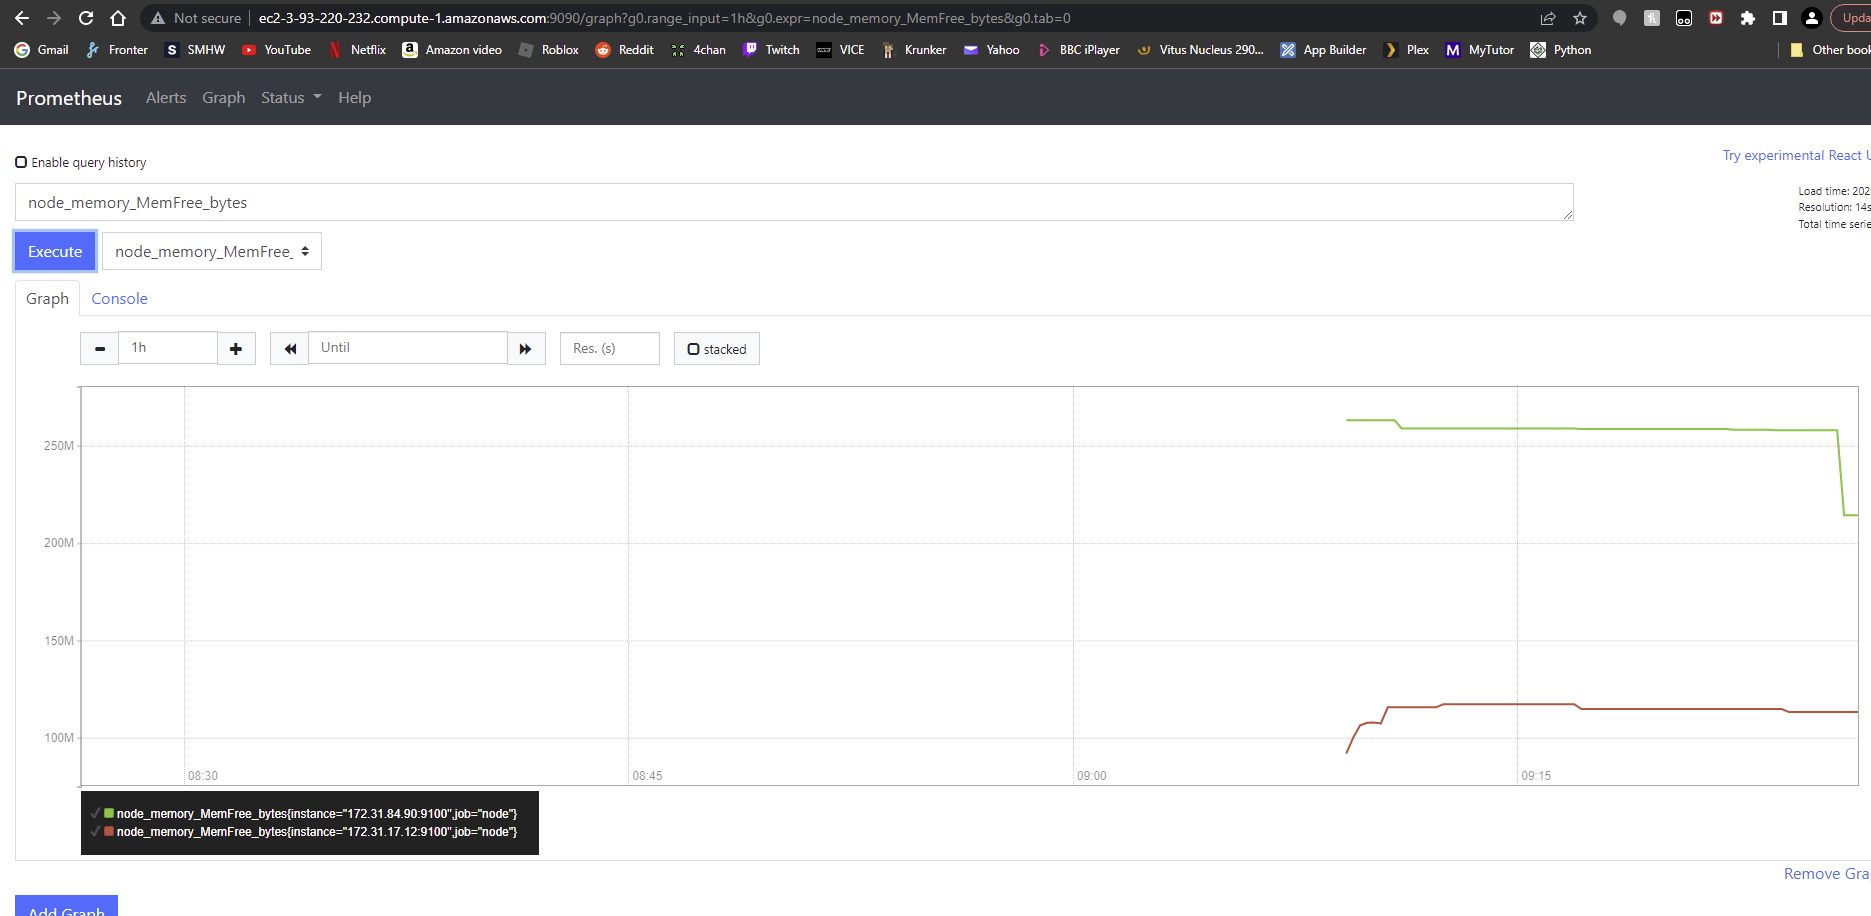 Not secure ec2-3-93-220-232.compute-1.amazonaws.com:9090/graph?g0.range_input=1h&g0.expr=node_memory_MemFree_bytes&g0.tab=0 Upda
Gmail Fronter SMHW YouTube Netflix Amazon video Roblox Reddit 4chan Twitch VICE Krunker Yahoo BBC iPlayer Vitus Nucleus 290... App Builder Plex MyTutor Python Other book
Prometheus Alerts Graph Status Help
Enable query history
Try experimental React U
node_memory_MemFree_bytes
Load time: 202
Resolution: 14s
Total time serie
Execute node_memory_MemFree_
Graph Console
1h Until Res. (s) stacked
250M
200M
150M
100M
08:30 08:45 09:00 09:15
node_memory_MemFree_bytes{instance="172.31.84.90:9100",job="node"}
node_memory_MemFree_bytes{instance="172.31.17.12:9100",job="node"}
Remove Gra
Add Graph